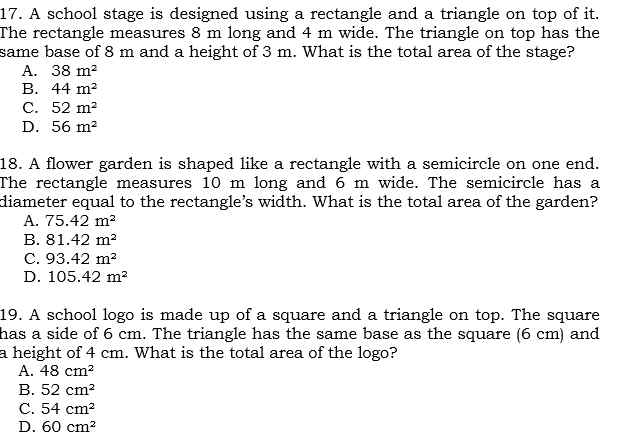 17. A school stage is designed using a rectangle and a triangle on top of it.
The rectangle measures 8 m long and 4 m wide. The triangle on top has the
same base of 8 m and a height of 3 m. What is the total area of the stage?
A. 38 m²
B. 44 m²
C. 52 m²
D. 56 m²
18. A flower garden is shaped like a rectangle with a semicircle on one end.
The rectangle measures 10 m long and 6 m wide. The semicircle has a
diameter equal to the rectangle's width. What is the total area of the garden?
A. 75.42 m²
B. 81.42 m²
C. 93.42 m²
D. 105.42 m²
19. A school logo is made up of a square and a triangle on top. The square
has a side of 6 cm. The triangle has the same base as the square (6 cm) and
a height of 4 cm. What is the total area of the logo?
A. 48 cm²
B. 52 cm²
C. 54 cm²
D. 60 cm²